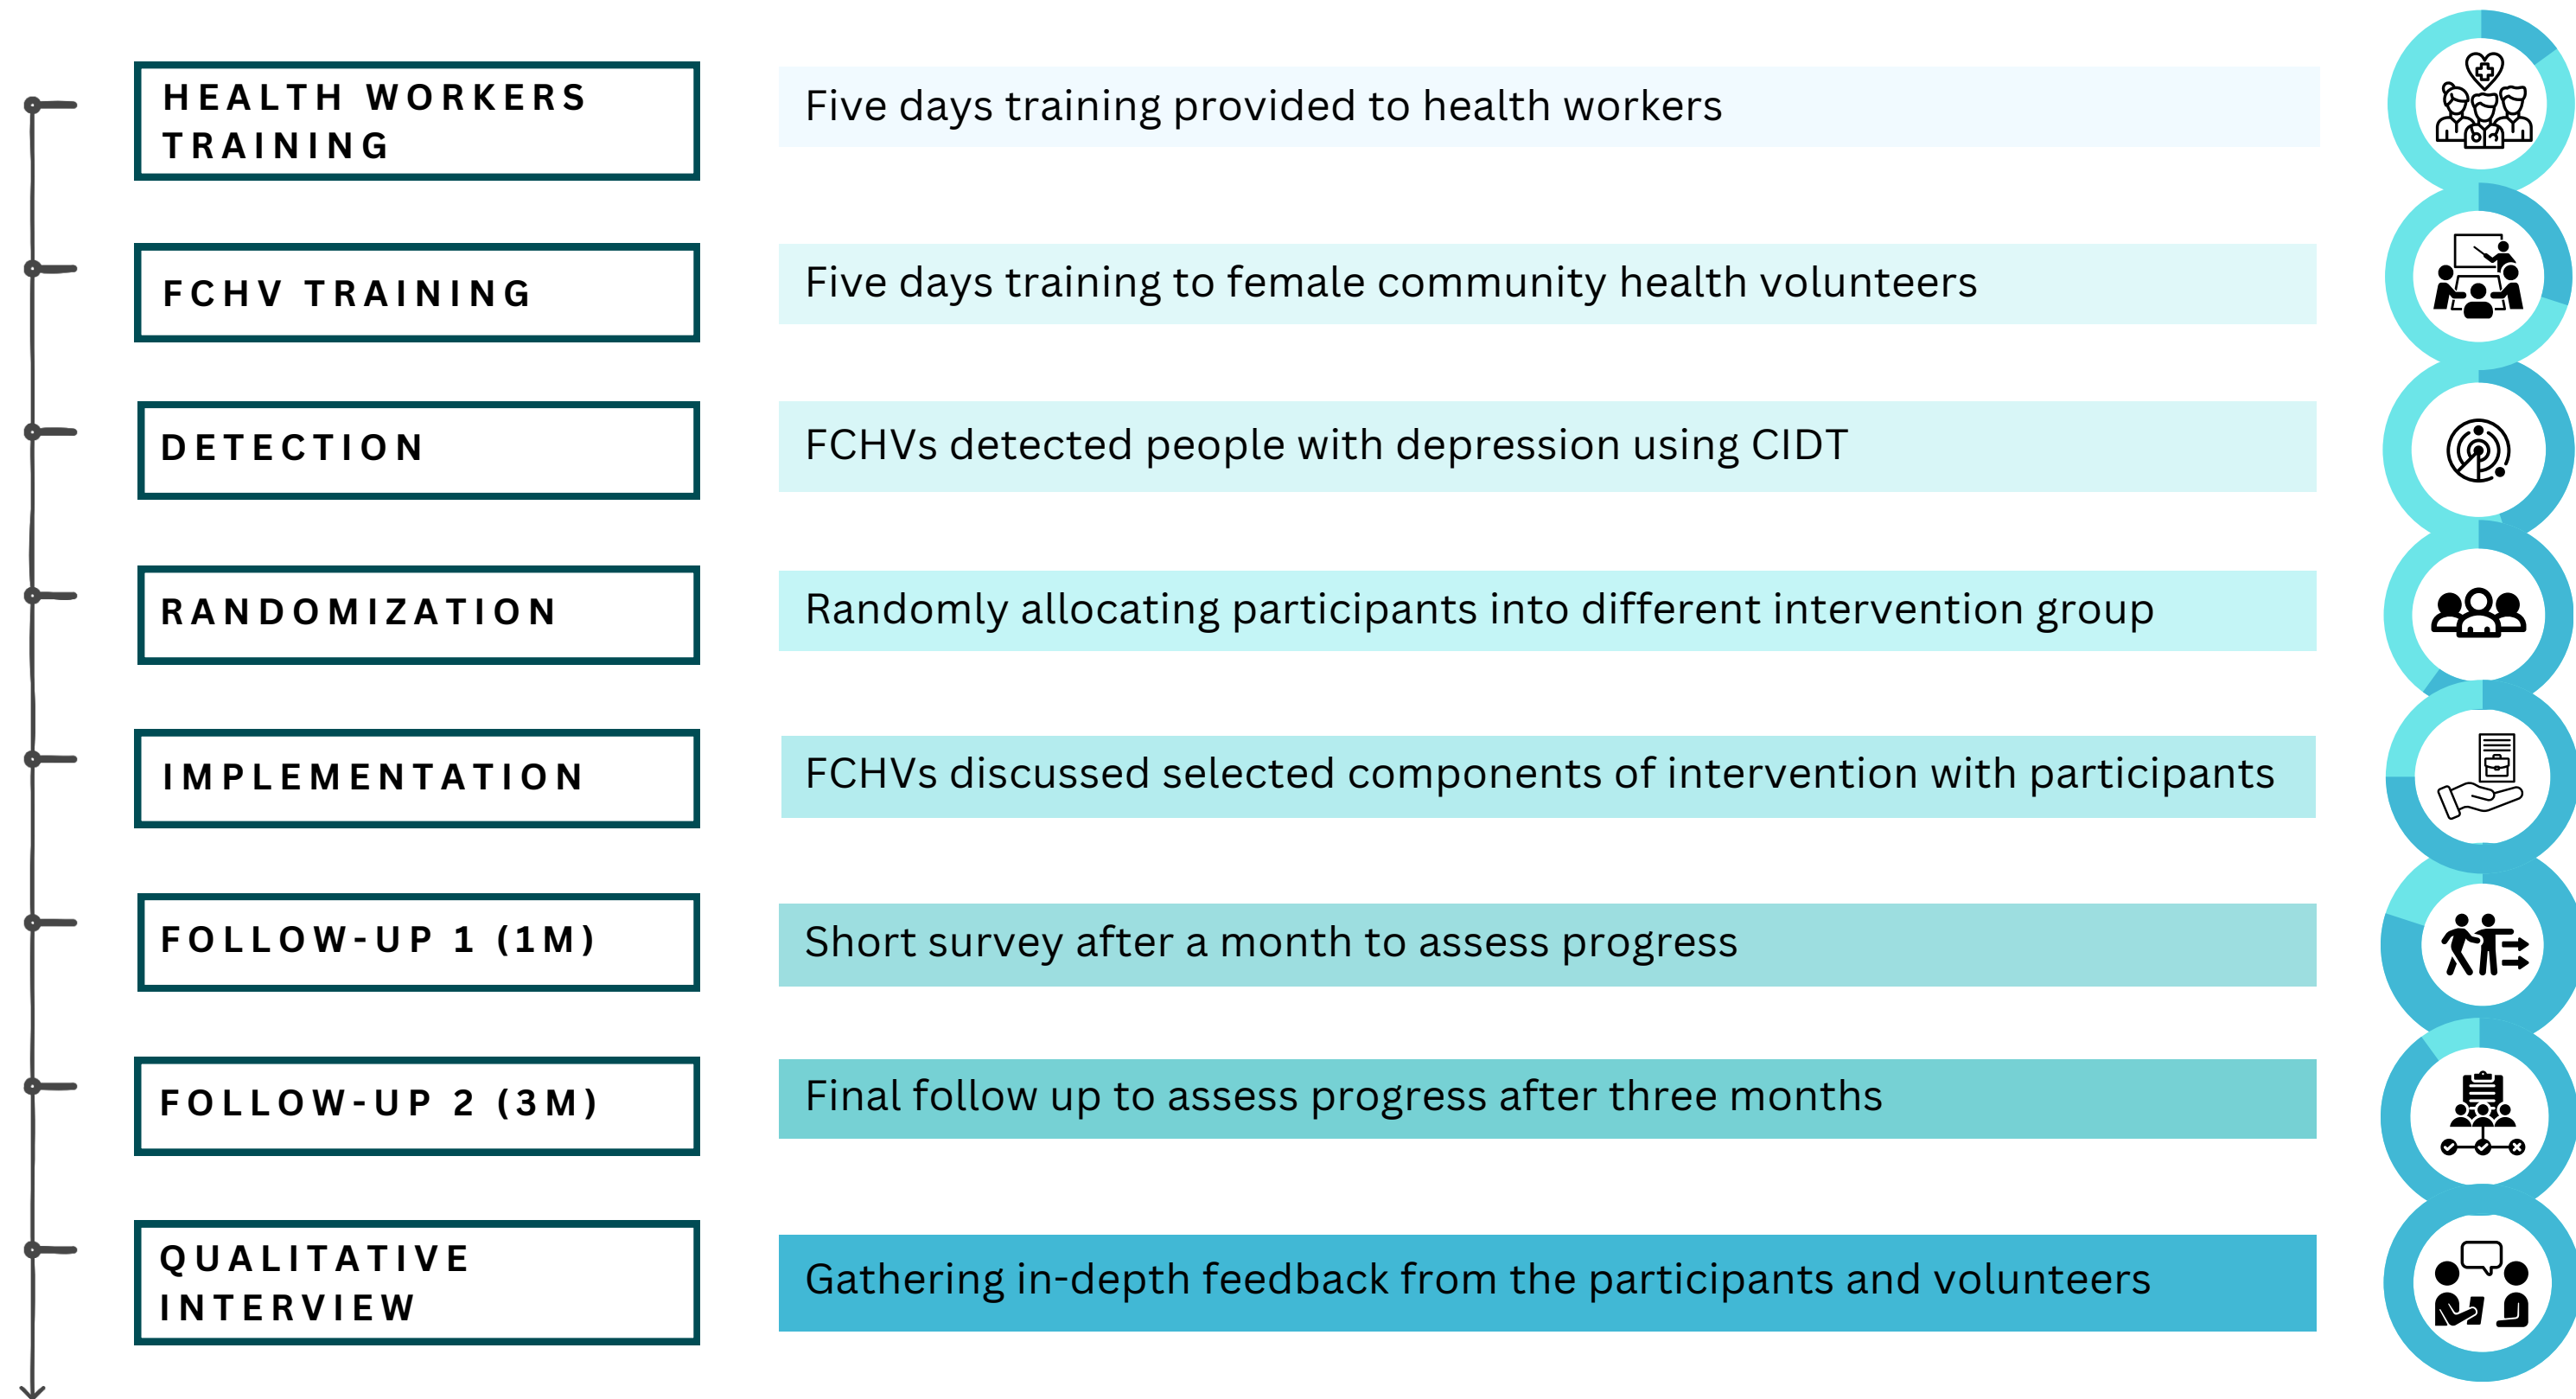 HEALTH WORKERS
TRAINING
Five days training provided to health workers
FCHV TRAINING
Five days training to female community health volunteers
DETECTION
FCHVs detected people with depression using CIDT
RANDOMIZATION
Randomly allocating participants into different intervention group
IMPLEMENTATION
FCHVs discussed selected components of intervention with participants
FOLLOW-UP 1 (1M)
Short survey after a month to assess progress
FOLLOW-UP 2 (3M)
Final follow up to assess progress after three months
QUALITATIVE
INTERVIEW
Gathering in-depth feedback from the participants and volunteers